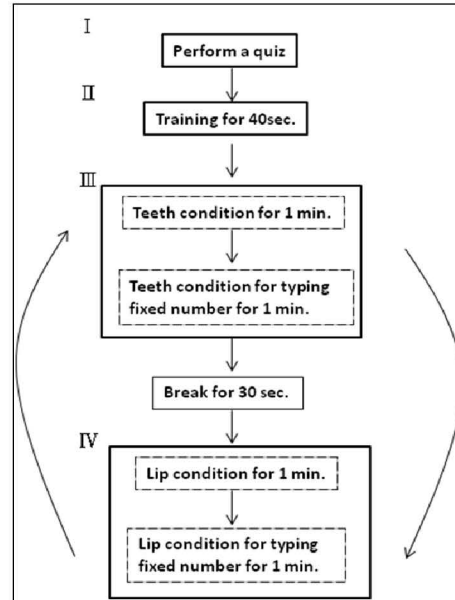 I
Perform a quiz
II
Training for 40sec.
III
Teeth condition for 1 min.
Teeth condition for typing
fixed number for 1 min.
Break for 30 sec.
IV
Lip condition for 1 min.
Lip condition for typing
fixed number for 1 min.